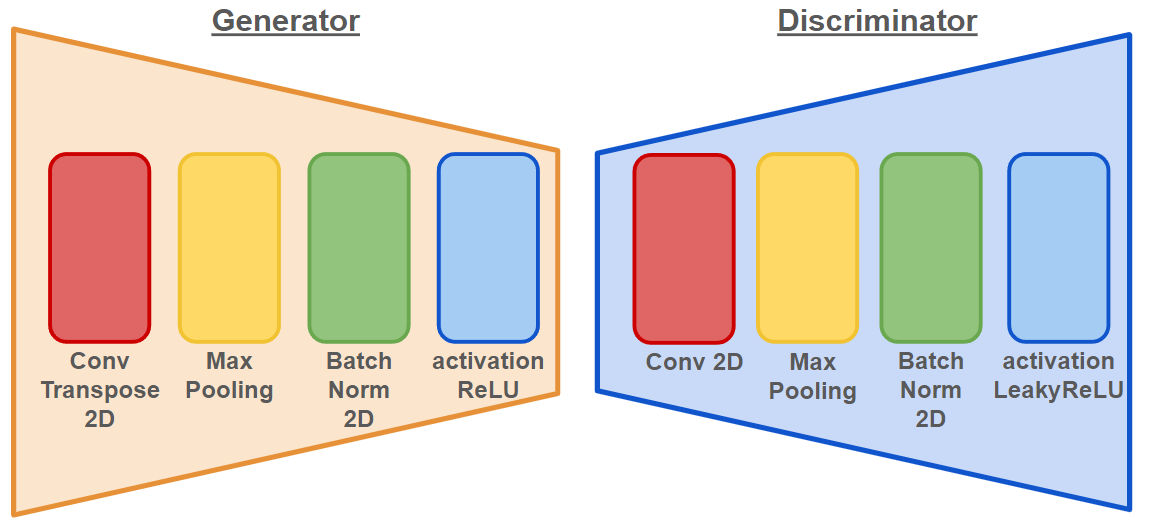 Generator
Discriminator
Conv
Transpose
2D
Max
Pooling
Batch
Norm
2D
activation
ReLU
Conv 2D
Max
Pooling
Batch
Norm
2D
activation
LeakyReLU